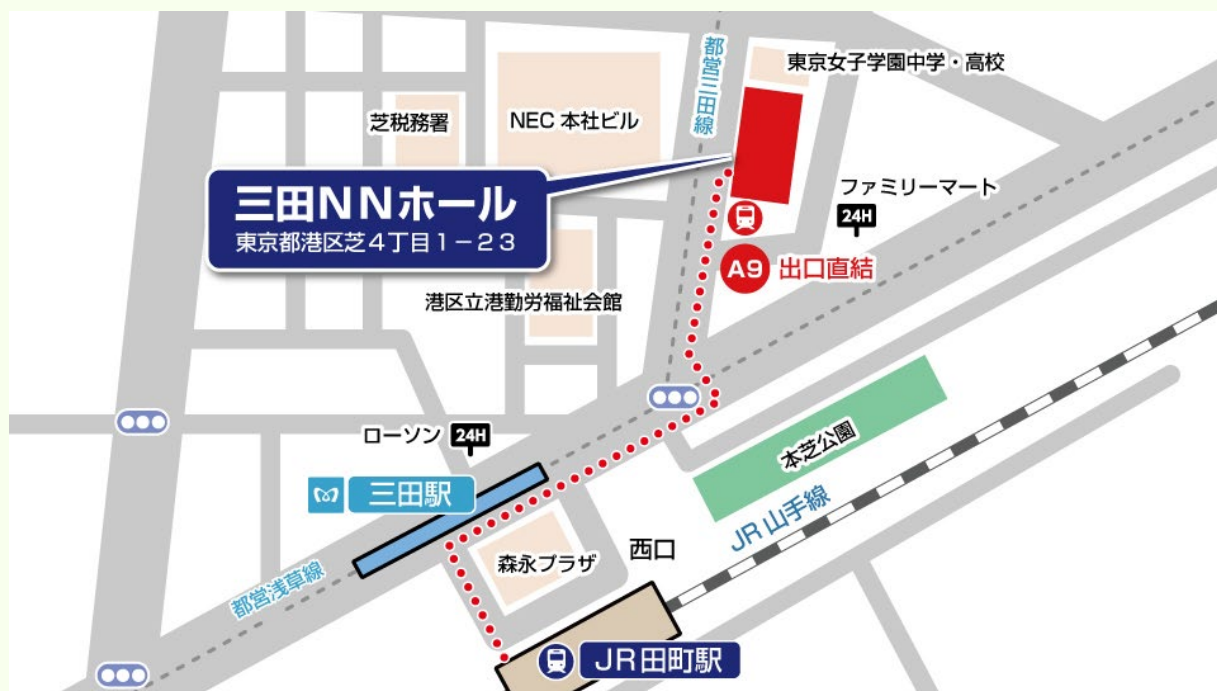 都営三田線
東京女子学園中学・高校
芝税務署
NEC 本社ビル
三田NNホール
東京都港区芝4丁目1−23
ファミリーマート
24H
A9 出口直結
港区立港勤労福祉会館
ローソン 24H
本芝公園
三田駅
JR山手線
西口
森永プラザ
都営浅草線
JR田町駅